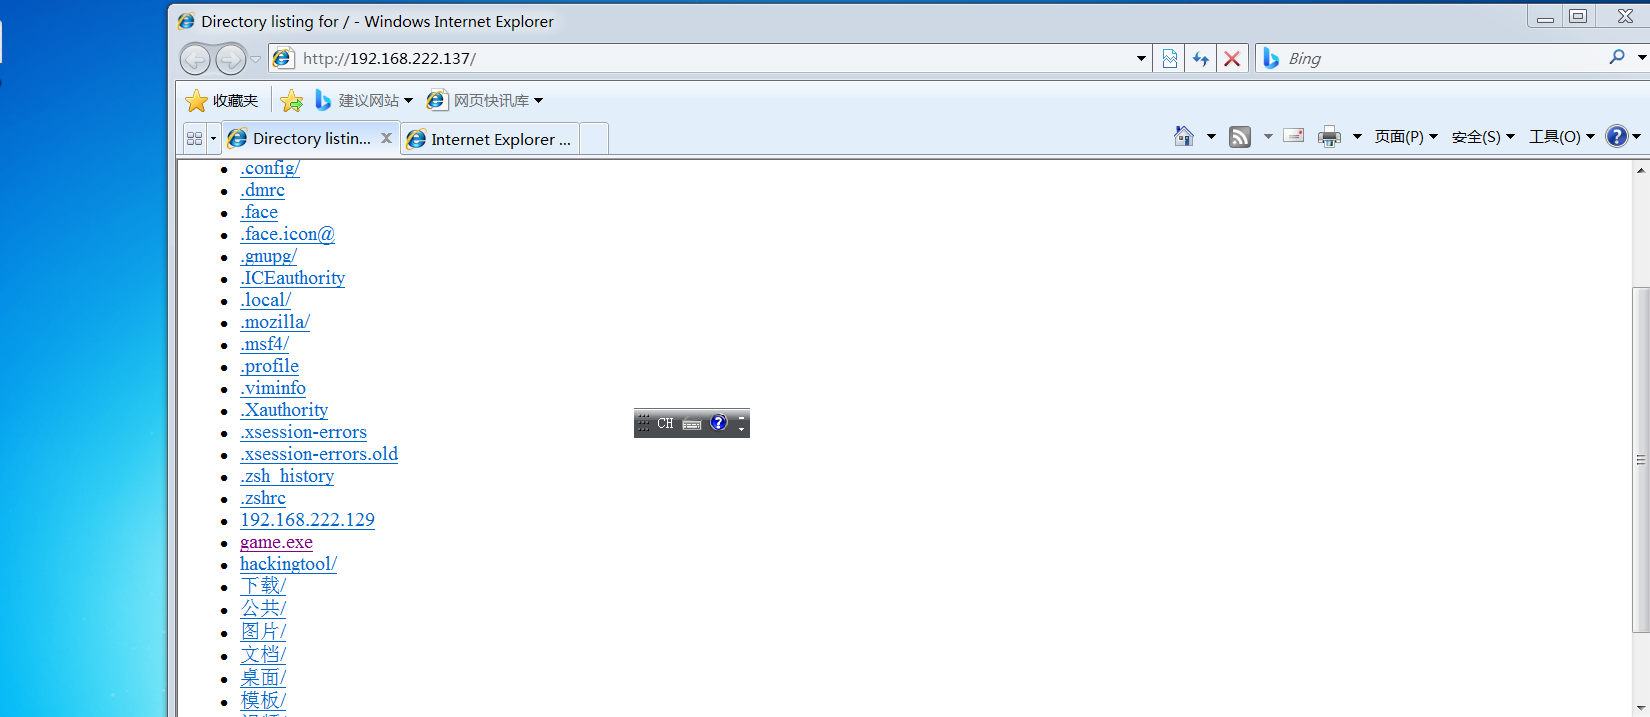 Directory listing for / - Windows Internet Explorer
http://192.168.222.137/
Bing
收藏夹 建议网站 网页快讯库
Directory listin... Internet Explorer ... 页面(P) 安全(S) 工具(O)
.config/
.dmrc
.face
.face.icon@
.gnupg/
.ICEauthority
.local/
.mozilla/
.msf4/
.profile
.viminfo
.Xauthority
CH
.xsession-errors
.xsession-errors.old
.zsh_history
.zshrc
192.168.222.129
game.exe
hackingtool/
下载/
公共/
图片/
文档/
桌面/
模板/